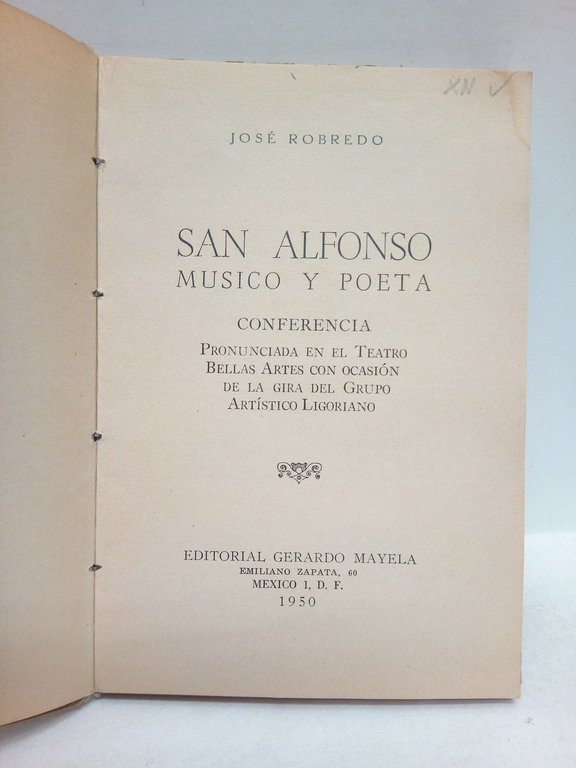 XN ✓
JOSÉ ROBREDO
SAN ALFONSO
MUSICO Y POETA
CONFERENCIA
PRONUNCIADA EN EL TEATRO
BELLAS ARTES CON OCASIÓN
DE LA GIRA DEL GRUPO
ARTÍSTICO LIGORIANO
EDITORIAL GERARDO MAYELA
EMILIANO ZAPATA, 60
MEXICO 1, D. F.
1950